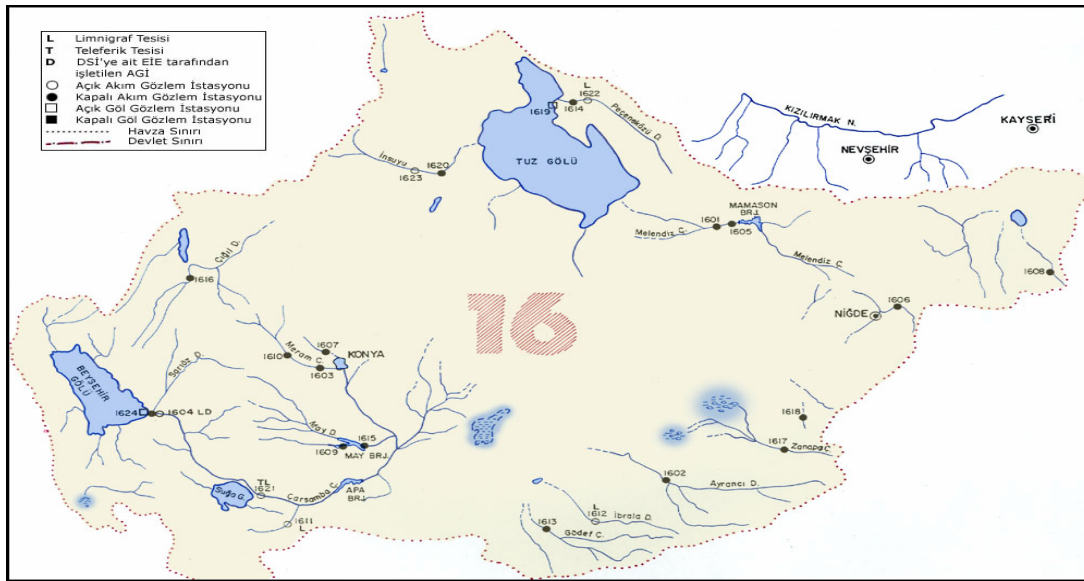 L Limnigraf Tesisi
T Teleferik Tesisi
D DSİ'ye ait EİE tarafından
işletilen AGİ
Açık Akım Gözlem İstasyonu
Kapalı Akım Gözlem İstasyonu
Açık Göl Gözlem İstasyonu
Kapalı Göl Gözlem İstasyonu
Havza Sınırı
Devlet Sınırı
L
1622
1619
1614
Peçeneközü D.
KIZILIRMAK N.
KAYSERİ
NEVŞEHİR
İnsuyu
1620
1623
TUZ GÖLÜ
MAMASON
BRJ.
1601
1605
Melendiz Ç.
Melendiz Ç.
Çığıl D.
1616
1608
16
NİĞDE
1606
1607
KONYA
1610
Meram Ç.
1603
BEYŞEHİR
GÖLÜ
Sarıöz D.
1624
1604 LD
May D.
1615
1609
MAY BRJ.
1618
1617
Zanapa Ç.
TL
1621
Suğla G.
Çarşamba Ç.
APA
BRJ.
1602
Ayrancı D.
1611
L
L
1612
İbrala D.
1613
Gödet Ç.